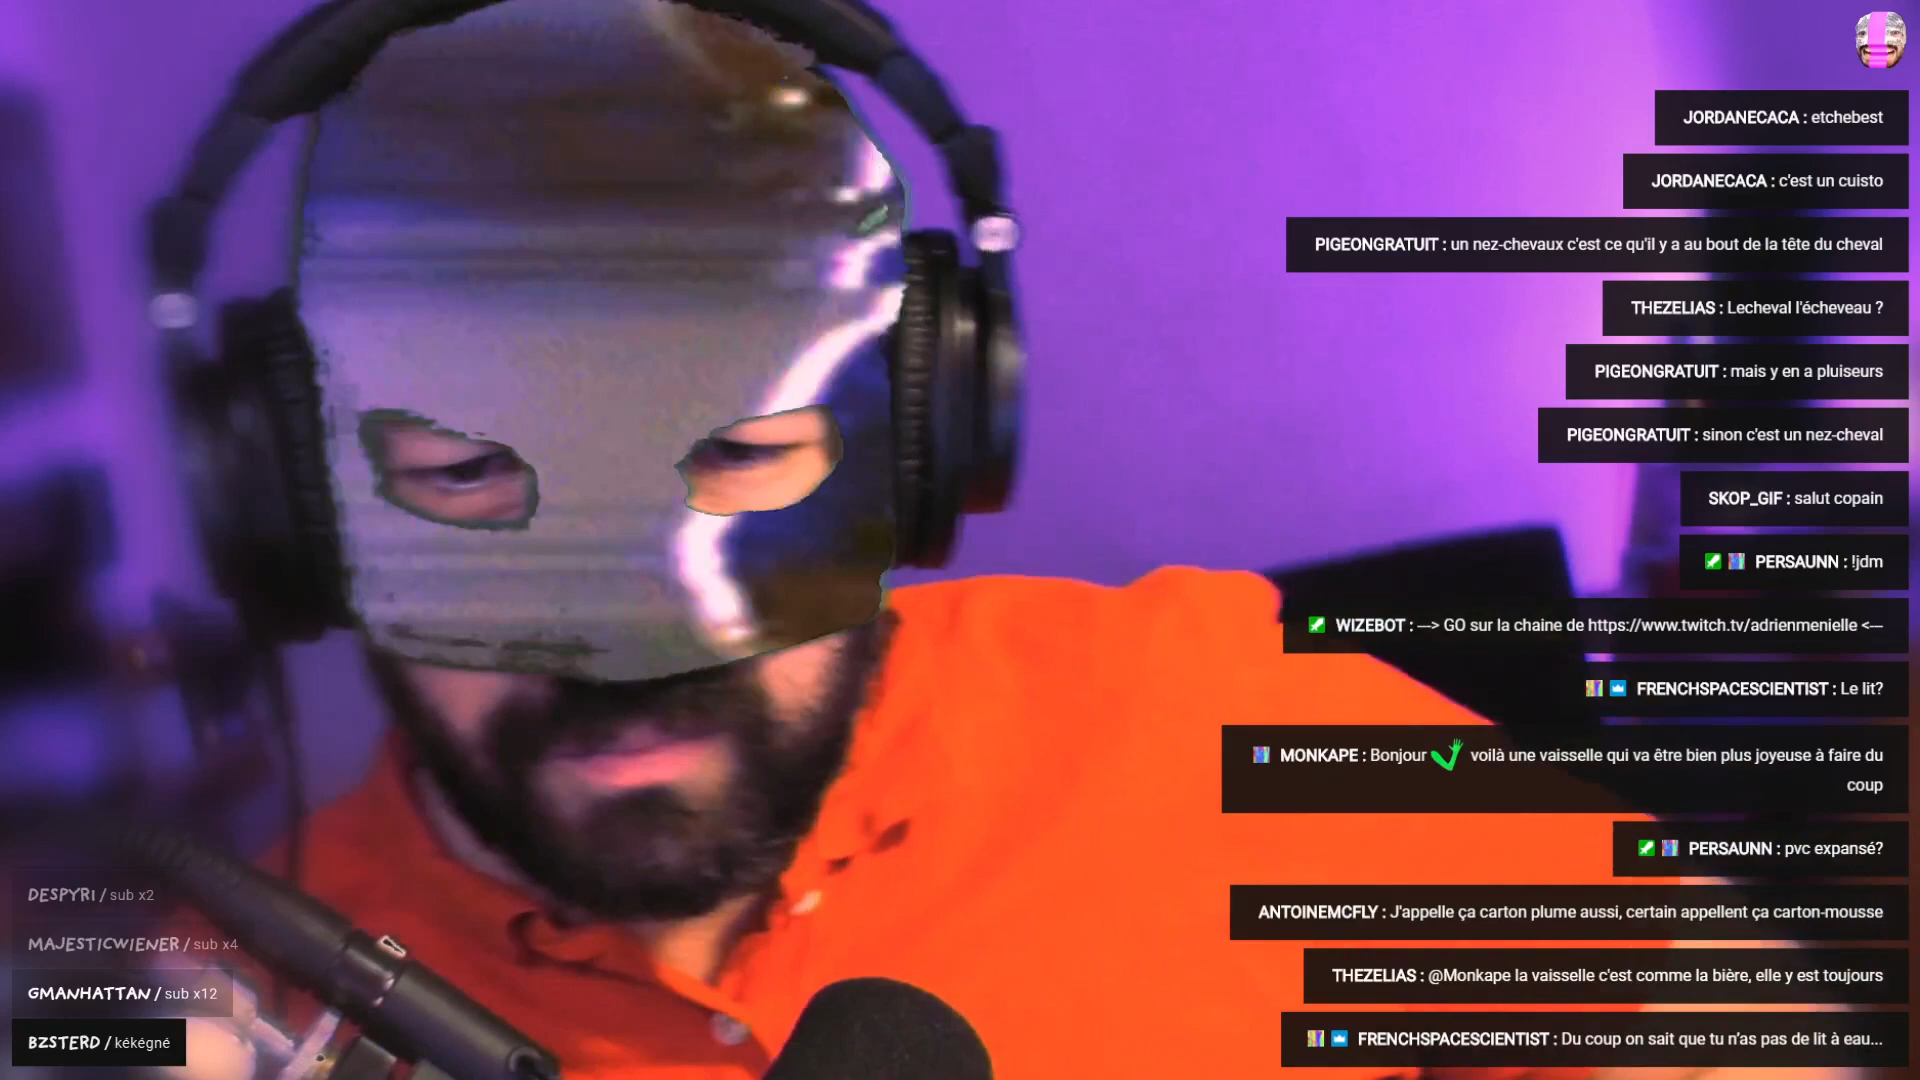 JORDANECACA : etchebest
JORDANECACA : c'est un cuisto
PIGEONGRATUIT : un nez-chevaux c'est ce qu'il y a au bout de la tête du cheval
THEZELIAS : Lecheval l'écheveau ?
PIGEONGRATUIT : mais y en a pluiseurs
PIGEONGRATUIT : sinon c'est un nez-cheval
SKOP_GIF : salut copain
PERSAUNN : !jdm
WIZEBOT : ---> GO sur la chaine de https://www.twitch.tv/adrienmenielle <---
FRENCHSPACESCIENTIST : Le lit?
MONKAPE : Bonjour voilà une vaisselle qui va être bien plus joyeuse à faire du
coup
PERSAUNN : pvc expansé?
ANTOINEMCFLY : J'appelle ça carton plume aussi, certain appellent ça carton-mousse
THEZELIAS : @Monkape la vaisselle c'est comme la bière, elle y est toujours
FRENCHSPACESCIENTIST : Du coup on sait que tu n'as pas de lit à eau...
DESPYR1 / sub x2
MAJESTICWIENER / sub x4
GMANHATTAN / sub x12
BZSTERD / kékégné